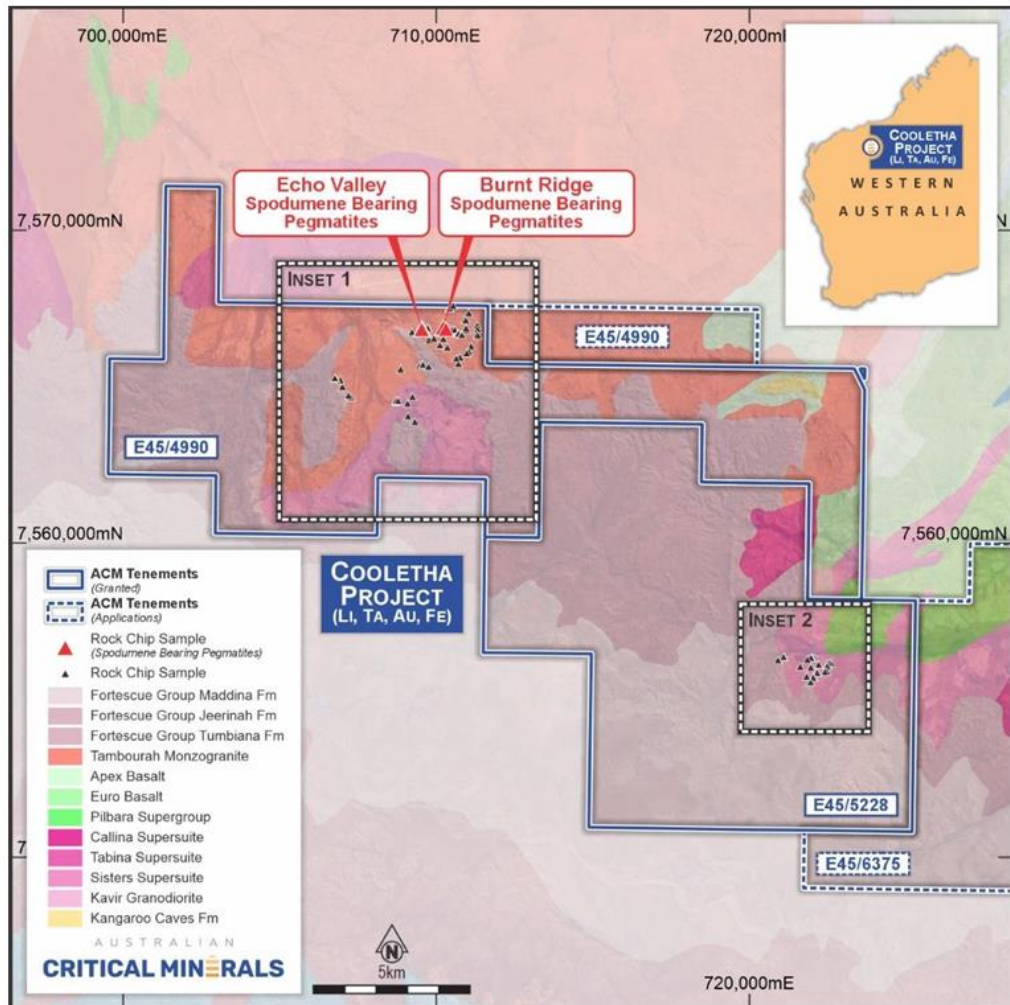 700,000mE
710,000mE
720,000m
COOLETHA
PROJECT
(LI, TA, AU, FE)
WESTERN
AUSTRALIA
Echo Valley
Spodumene Bearing
Pegmatites
Burnt Ridge
Spodumene Bearing
Pegmatites
7,570,000mN
N
INSET 1
E45/4990
E45/4990
7,560,000mN
7,560,000mN
COOLETHA
PROJECT
(LI, TA, AU, FE)
INSET 2
E45/5228
E45/6375
ACM Tenements
(Granted)
ACM Tenements
(Applications)
Rock Chip Sample
(Spodumene Bearing Pegmatites)
Rock Chip Sample
Fortescue Group Maddina Fm
Fortescue Group Jeerinah Fm
Fortescue Group Tumbiana Fm
Tambourah Monzogranite
Apex Basalt
Euro Basalt
Pilbara Supergroup
Callina Supersuite
Tabina Supersuite
Sisters Supersuite
Kavir Granodiorite
Kangaroo Caves Fm
AUSTRALIAN
CRITICAL MINERALS
N
5km
720,000mE